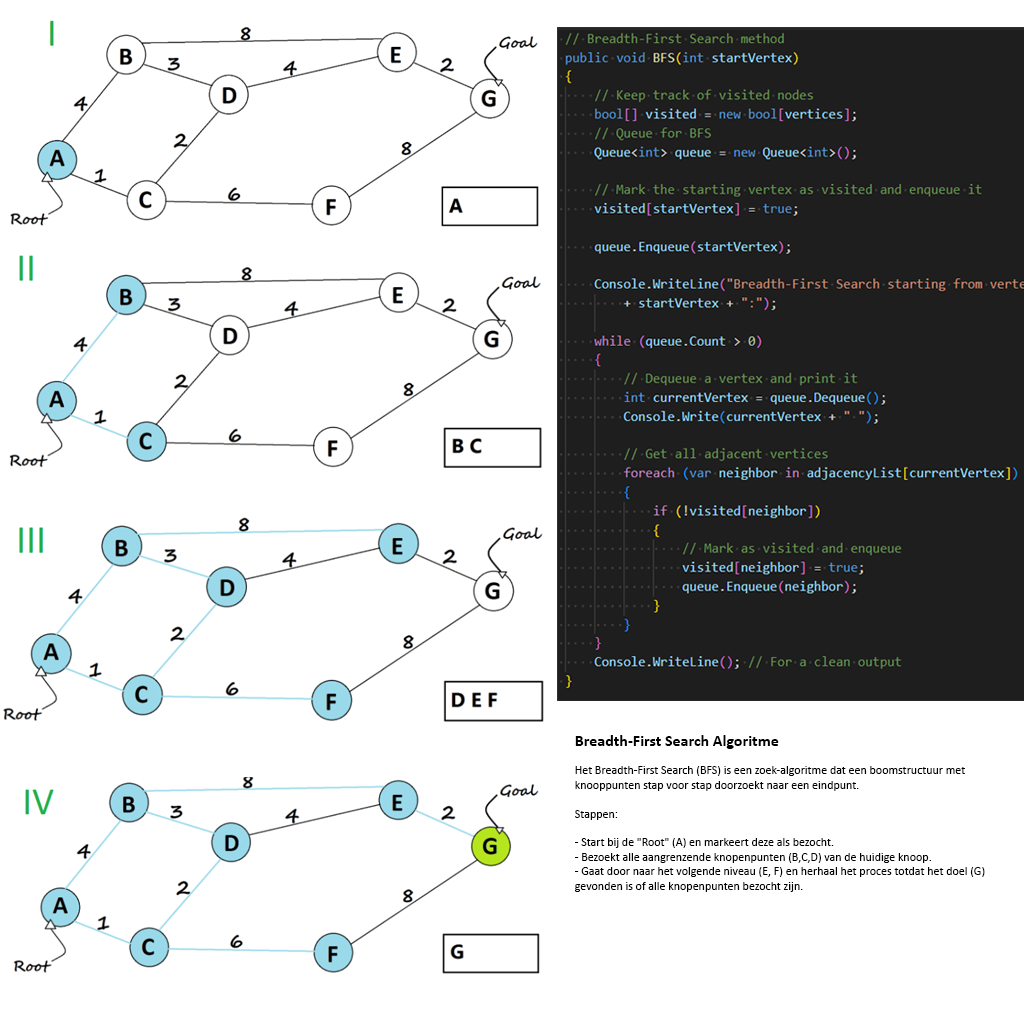 I
B
8
E
Goal
3
4
2
D
G
4
2
8
A
1
C
6
F
Root
A
II
B
8
E
Goal
3
4
2
D
G
4
2
8
A
1
C
6
F
Root
B C
III
B
8
E
Goal
3
4
2
D
G
4
2
8
A
1
C
6
F
Root
D E F
IV
B
8
E
Goal
3
4
2
D
G
4
2
8
A
1
C
6
F
Root
G
// Breadth-First Search method
public void BFS(int startVertex)
{
// Keep track of visited nodes
bool[] visited = new bool[vertices];
// Queue for BFS
Queue<int> queue = new Queue<int>();
// Mark the starting vertex as visited and enqueue it
visited[startVertex] = true;
queue.Enqueue(startVertex);
Console.WriteLine("Breadth-First Search starting from verte
+ startVertex + ":");
while (queue.Count > 0)
{
// Dequeue a vertex and print it
int currentVertex = queue.Dequeue();
Console.Write(currentVertex + " ");
// Get all adjacent vertices
foreach (var neighbor in adjacencyList[currentVertex])
{
if (!visited[neighbor])
{
// Mark as visited and enqueue
visited[neighbor] = true;
queue.Enqueue(neighbor);
}
}
}
Console.WriteLine(); // For a clean output
}
Breadth-First Search Algoritme
Het Breadth-First Search (BFS) is een zoek-algoritme dat een boomstructuur met
knooppunten stap voor stap doorzoekt naar een eindpunt.
Stappen:
- Start bij de "Root" (A) en markeert deze als bezocht.
- Bezoekt alle aangrenzende knopenpunten (B,C,D) van de huidige knoop.
- Gaat door naar het volgende niveau (E, F) en herhaal het proces totdat het doel (G)
gevonden is of alle knopenpunten bezocht zijn.